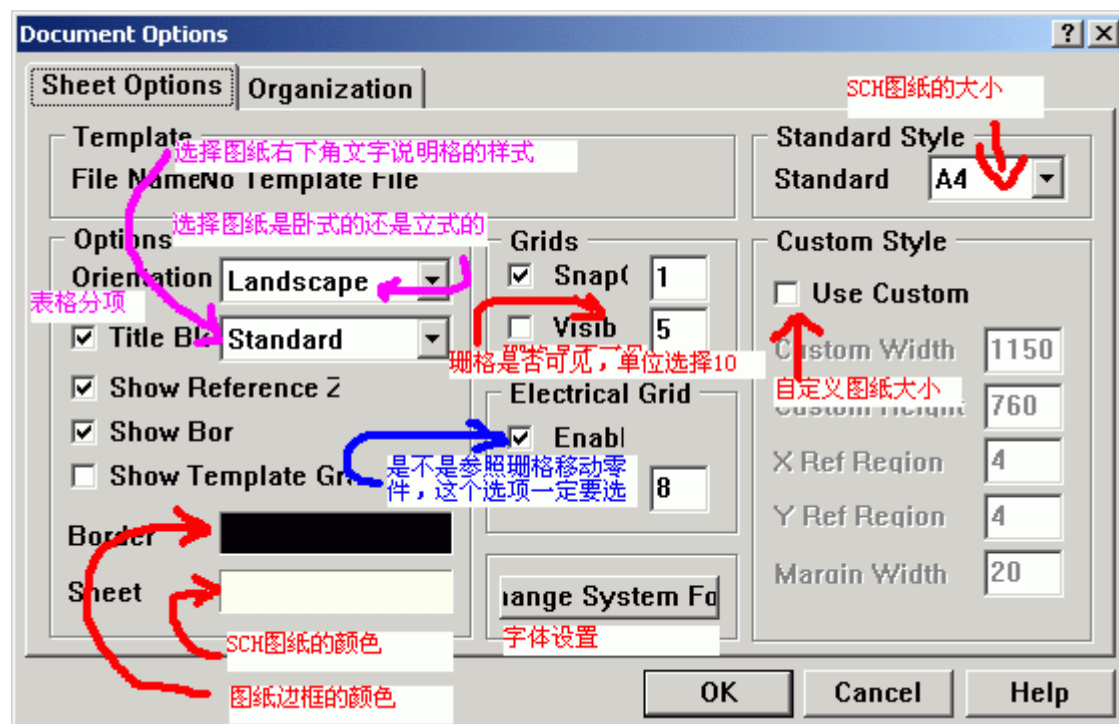 Document Options
Sheet Options
Organization
SCH图纸的大小
Template
选择图纸右下角文字说明格的样式
File NameNo Template File
Standard Style
Standard
A4
选择图纸是卧式的还是立式的
Options
Orientation
Landscape
表格分项
Title Blo
Standard
Show Reference Z
Show Bor
Show Template Gr
Border
Sheet
SCH图纸的颜色
图纸边框的颜色
Grids
Snap
1
Visib
5
珊格是否可见，单位选择10
Electrical Grid
Enabl
是不是参照珊格移动零
件，这个选项一定要选
8
hange System Fo
字体设置
Custom Style
Use Custom
Custom Width
1150
自定义图纸大小
Custom Height
760
X Ref Region
4
Y Ref Region
4
Margin Width
20
OK
Cancel
Help